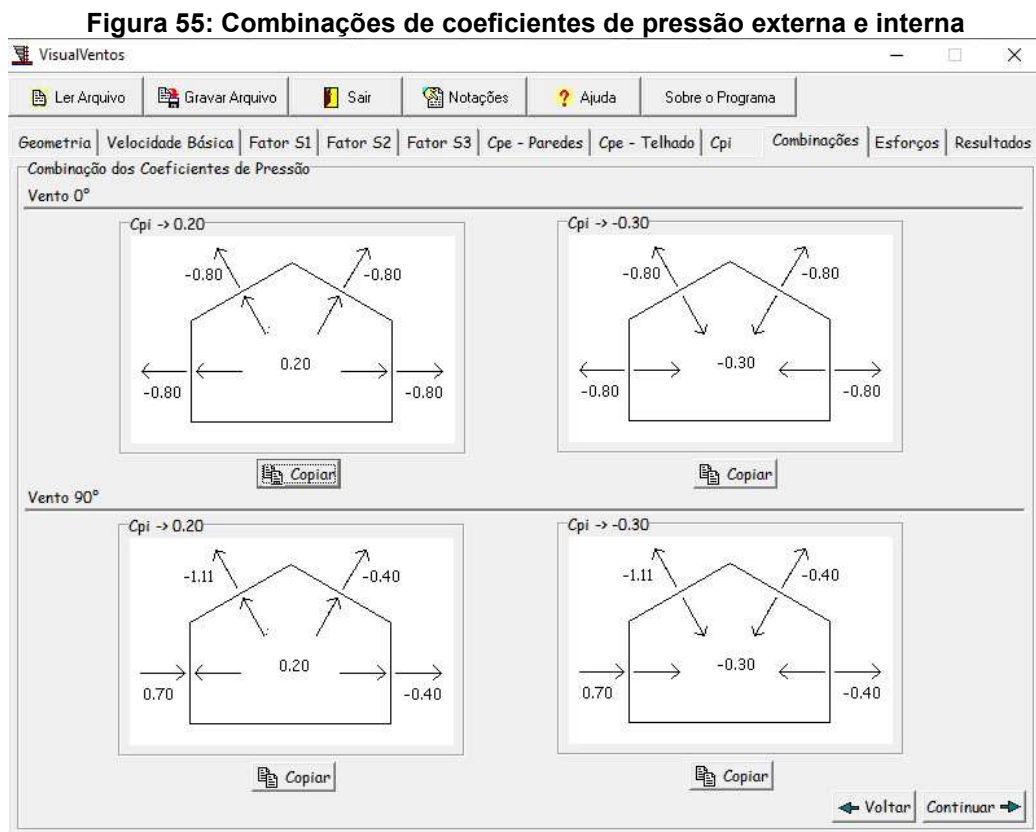 Figura 55: Combinações de coeficientes de pressão externa e interna
VisualVentos
Ler Arquivo Gravar Arquivo Sair Notações Ajuda Sobre o Programa
Geometria Velocidade Básica Fator S1 Fator S2 Fator S3 Cpe - Paredes Cpe - Telhado Cpi Combinações Esforços Resultados
Combinação dos Coeficientes de Pressão
Vento 0°
Cpi -> 0.20 Cpi -> -0.30
-0.80 -0.80 -0.80 -0.80
0.20 -0.30
-0.80 -0.80 -0.80 -0.80
Copiar Copiar
Vento 90°
Cpi -> 0.20 Cpi -> -0.30
-1.11 -0.40 -1.11 -0.40
0.20 -0.30
0.70 -0.40 0.70 -0.40
Copiar Copiar
Voltar Continuar